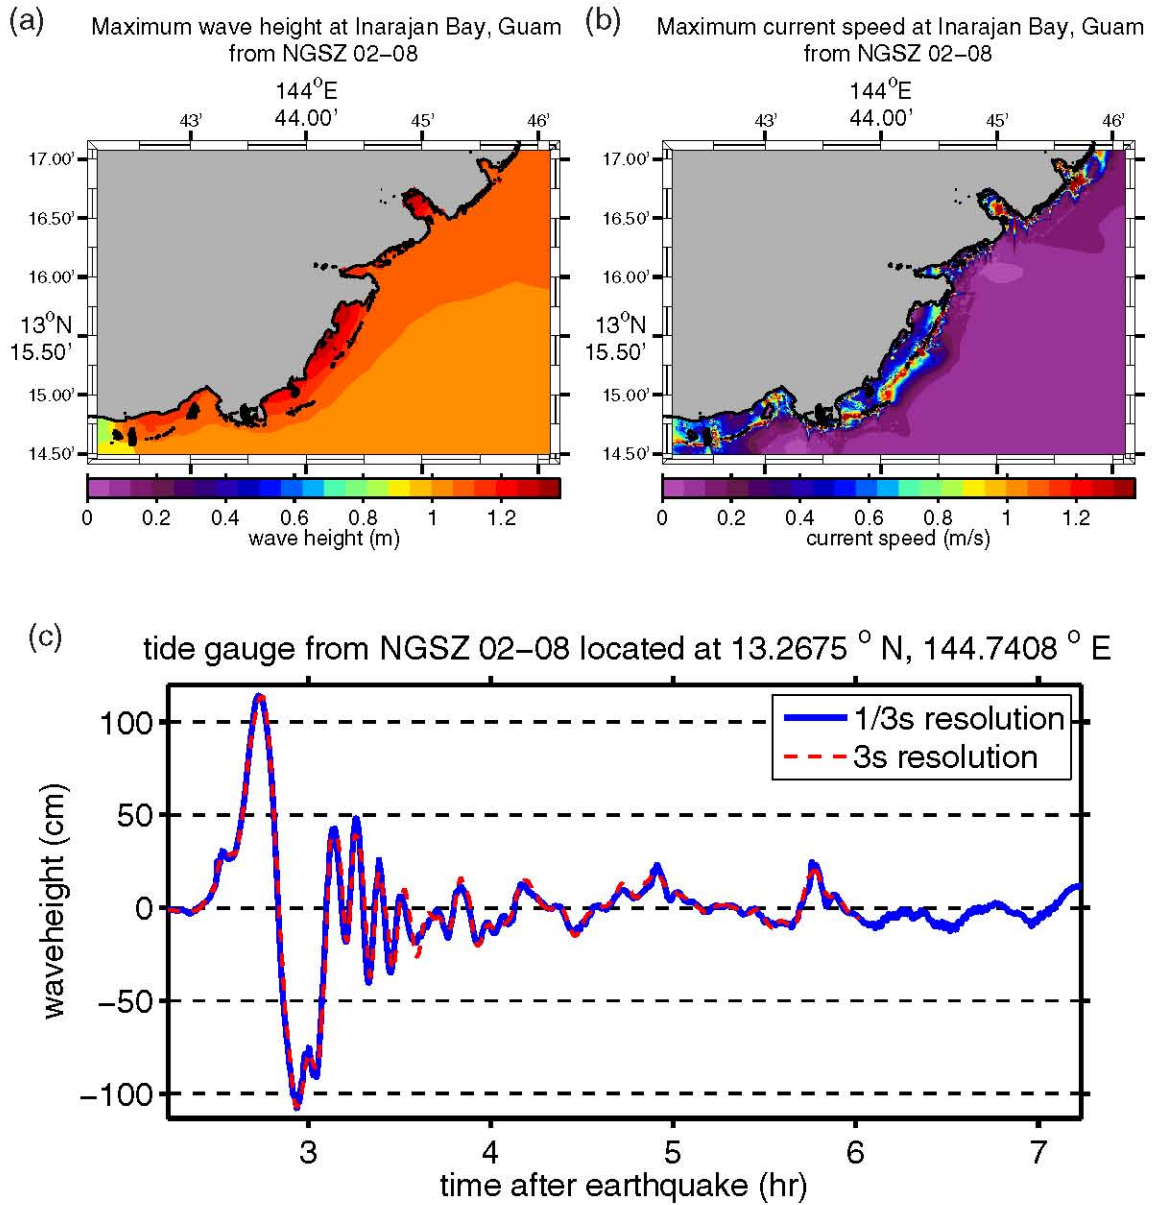 (a)
Maximum wave height at Inarajan Bay, Guam
from NGSZ 02−08
144°E
43' 44.00' 45' 46'
17.00'
16.50'
16.00'
13°N
15.50'
15.00'
14.50'
0 0.2 0.4 0.6 0.8 1 1.2
wave height (m)
(b)
Maximum current speed at Inarajan Bay, Guam
from NGSZ 02−08
144°E
43' 44.00' 45' 46'
17.00'
16.50'
16.00'
13°N
15.50'
15.00'
14.50'
0 0.2 0.4 0.6 0.8 1 1.2
current speed (m/s)
(c)
tide gauge from NGSZ 02−08 located at 13.2675 ° N, 144.7408 ° E
1/3s resolution
3s resolution
waveheight (cm)
100
50
0
−50
−100
3 4 5 6 7
time after earthquake (hr)